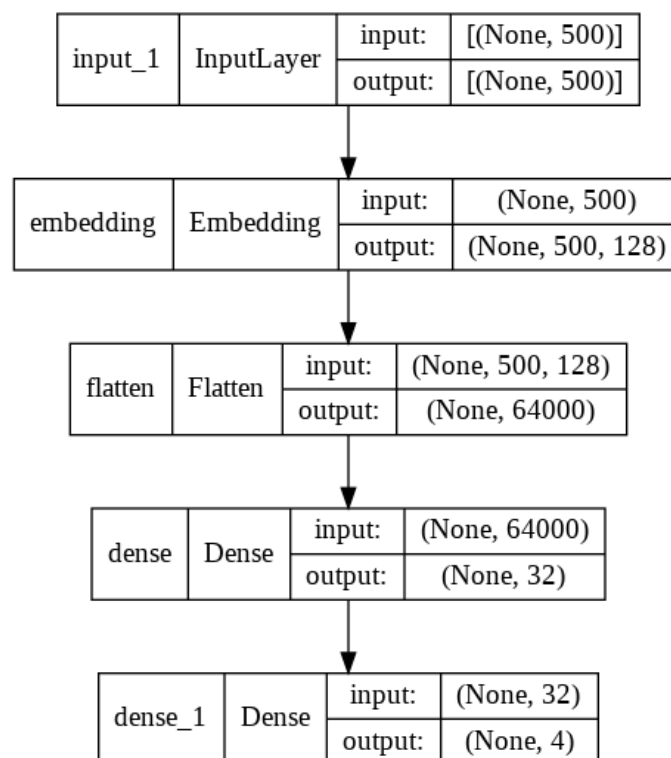 input_1 InputLayer input: [(None, 500)]
output: [(None, 500)]
embedding Embedding input: (None, 500)
output: (None, 500, 128)
flatten Flatten input: (None, 500, 128)
output: (None, 64000)
dense Dense input: (None, 64000)
output: (None, 32)
dense_1 Dense input: (None, 32)
output: (None, 4)